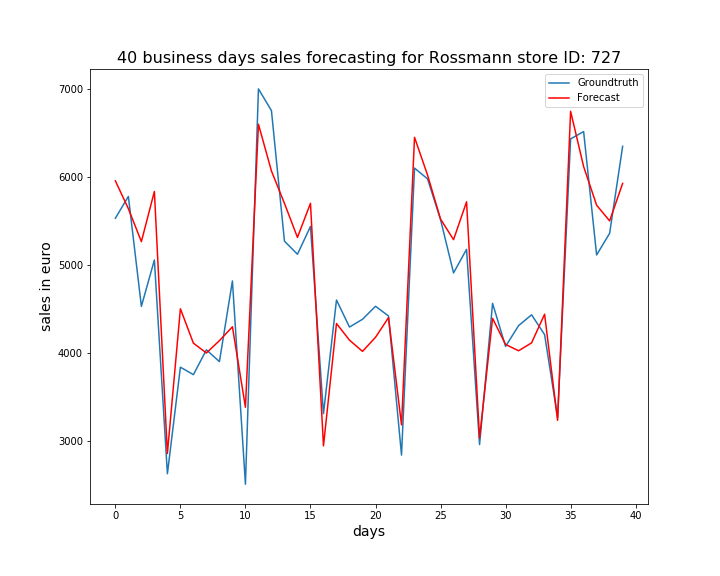 40 business days sales forecasting for Rossmann store ID: 727
Groundtruth
Forecast
7000
6000
5000
4000
3000
sales in euro
0 5 10 15 20 25 30 35 40
days